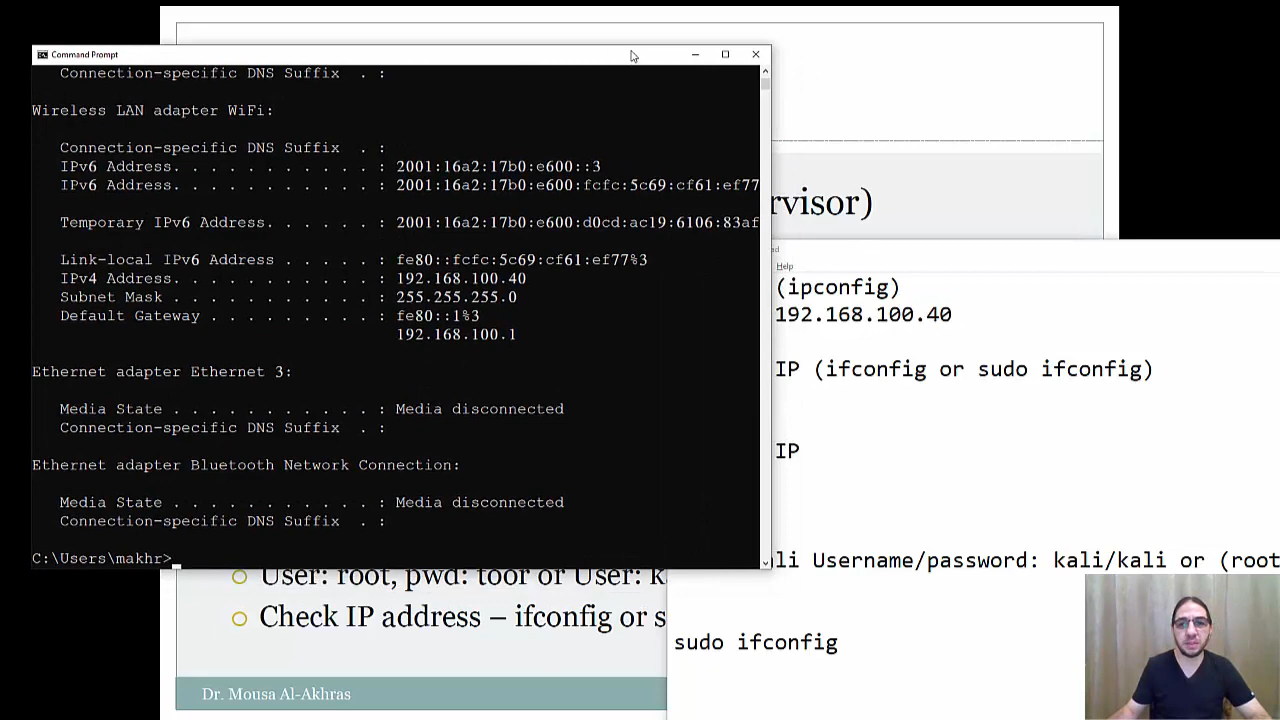 Command Prompt
Connection-specific DNS Suffix . :
Wireless LAN adapter WiFi:
Connection-specific DNS Suffix . :
IPv6 Address. . . . . . . . . . . : 2001:16a2:17b0:e600::3
IPv6 Address. . . . . . . . . . . : 2001:16a2:17b0:e600:fcfc:5c69:cf61:ef77
Temporary IPv6 Address. . . . . . : 2001:16a2:17b0:e600:d0cd:ac19:6106:83af
Link-local IPv6 Address . . . . . : fe80::fcfc:5c69:cf61:ef77%3
IPv4 Address. . . . . . . . . . . : 192.168.100.40
Subnet Mask . . . . . . . . . . . : 255.255.255.0
Default Gateway . . . . . . . . . : fe80::1%3
192.168.100.1
Ethernet adapter Ethernet 3:
Media State . . . . . . . . . . . : Media disconnected
Connection-specific DNS Suffix . :
Ethernet adapter Bluetooth Network Connection:
Media State . . . . . . . . . . . : Media disconnected
Connection-specific DNS Suffix . :
C:\Users\makhr>
rvisor)
Help
(ipconfig)
192.168.100.40
IP (ifconfig or sudo ifconfig)
IP
li Username/password: kali/kali or (root
sudo ifconfig
User: root, pwd: toor or User: k
Check IP address – ifconfig or s
Dr. Mousa Al-Akhras